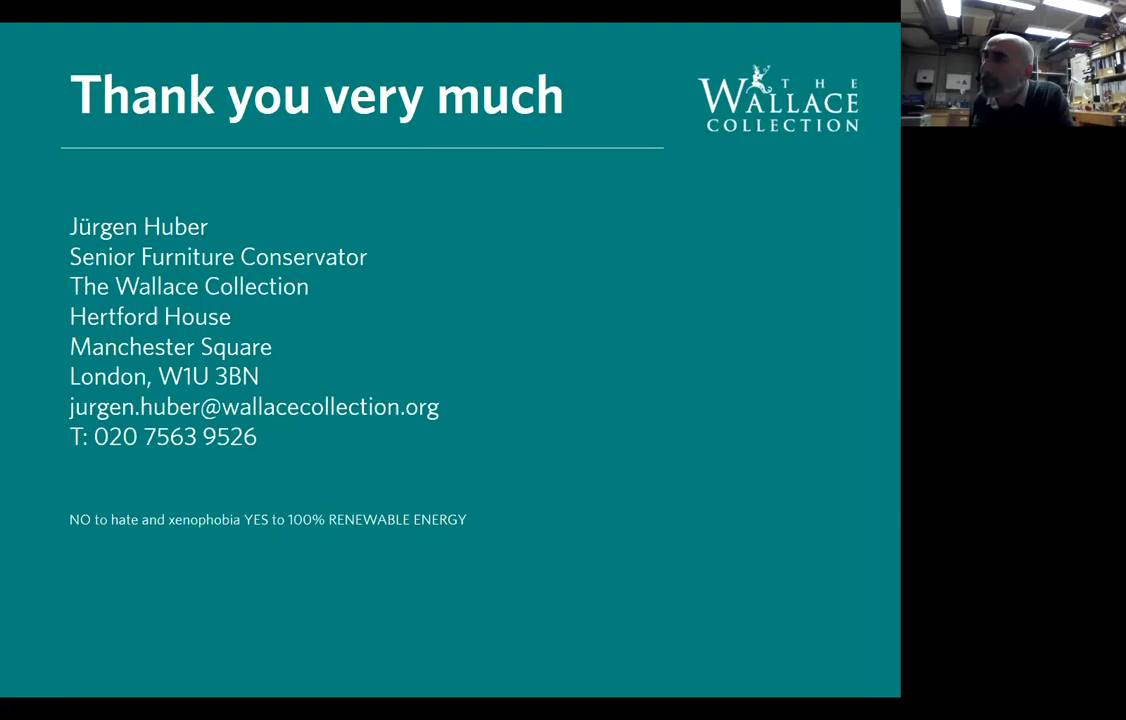 Thank you very much
THE
WALLACE
COLLECTION
Jürgen Huber
Senior Furniture Conservator
The Wallace Collection
Hertford House
Manchester Square
London, W1U 3BN
jurgen.huber@wallacecollection.org
T: 020 7563 9526
NO to hate and xenophobia YES to 100% RENEWABLE ENERGY